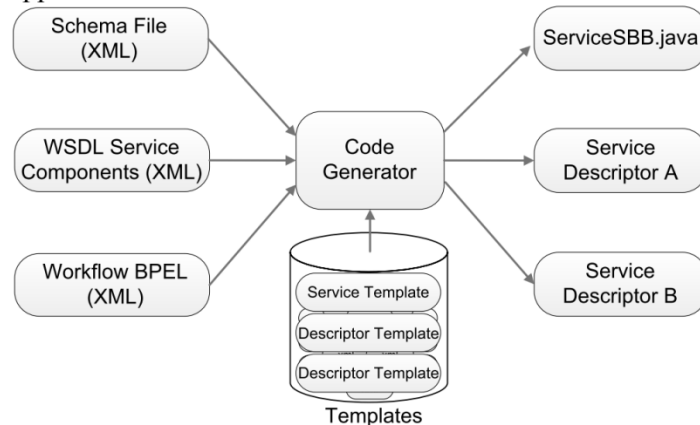 Schema File
(XML)
WSDL Service
Components (XML)
Workflow BPEL
(XML)
Code
Generator
Service Template
Descriptor Template
Descriptor Template
Templates
ServiceSBB.java
Service
Descriptor A
Service
Descriptor B